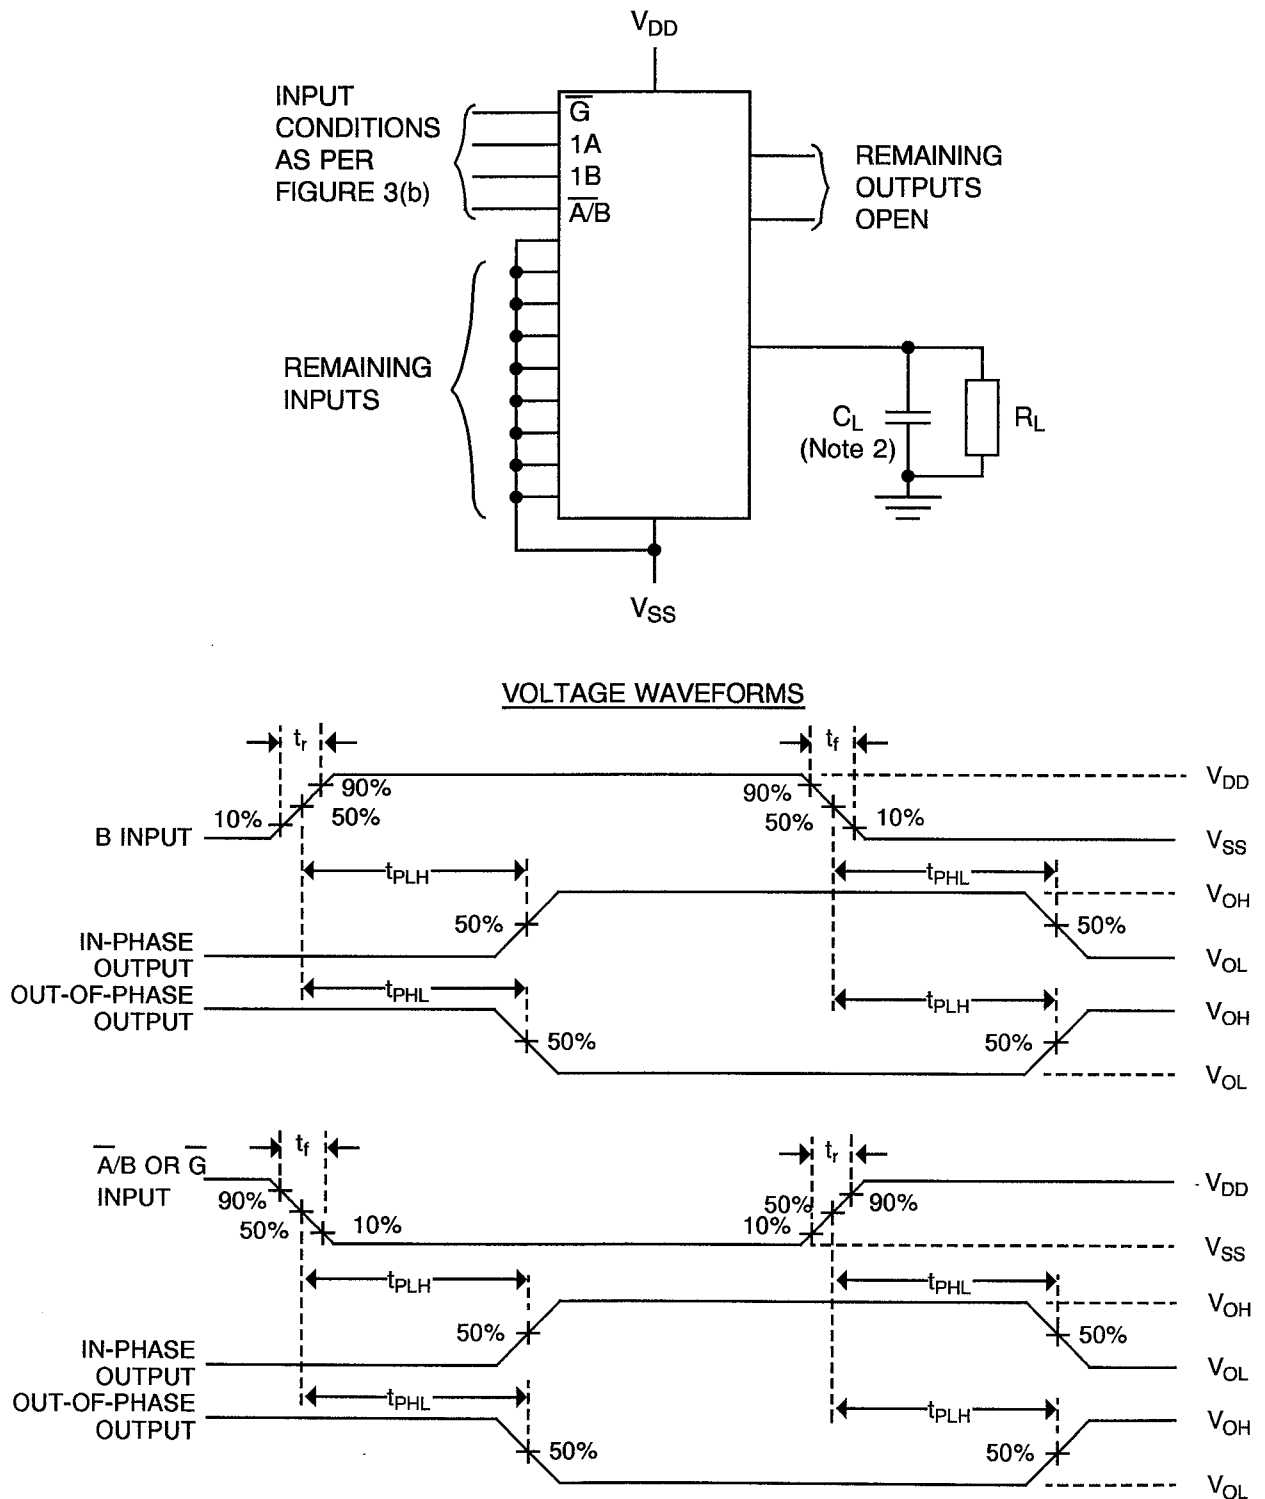 VDD
INPUT
CONDITIONS
AS PER
FIGURE 3(b)
G̅
1A
1B
A̅/B
REMAINING
OUTPUTS
OPEN
REMAINING
INPUTS
CL
(Note 2)
RL
VSS
VOLTAGE WAVEFORMS
tr
tf
90%
50%
10%
90%
50%
10%
VDD
B INPUT
VSS
tPLH
tPHL
VOH
50%
50%
IN-PHASE
OUTPUT
VOL
tPHL
tPLH
OUT-OF-PHASE
OUTPUT
VOH
50%
50%
VOL
tf
tr
A̅/B OR G̅
INPUT
90%
50%
10%
50%
10%
90%
VDD
VSS
tPLH
tPHL
VOH
50%
50%
IN-PHASE
OUTPUT
VOL
tPHL
tPLH
OUT-OF-PHASE
OUTPUT
VOH
50%
50%
VOL